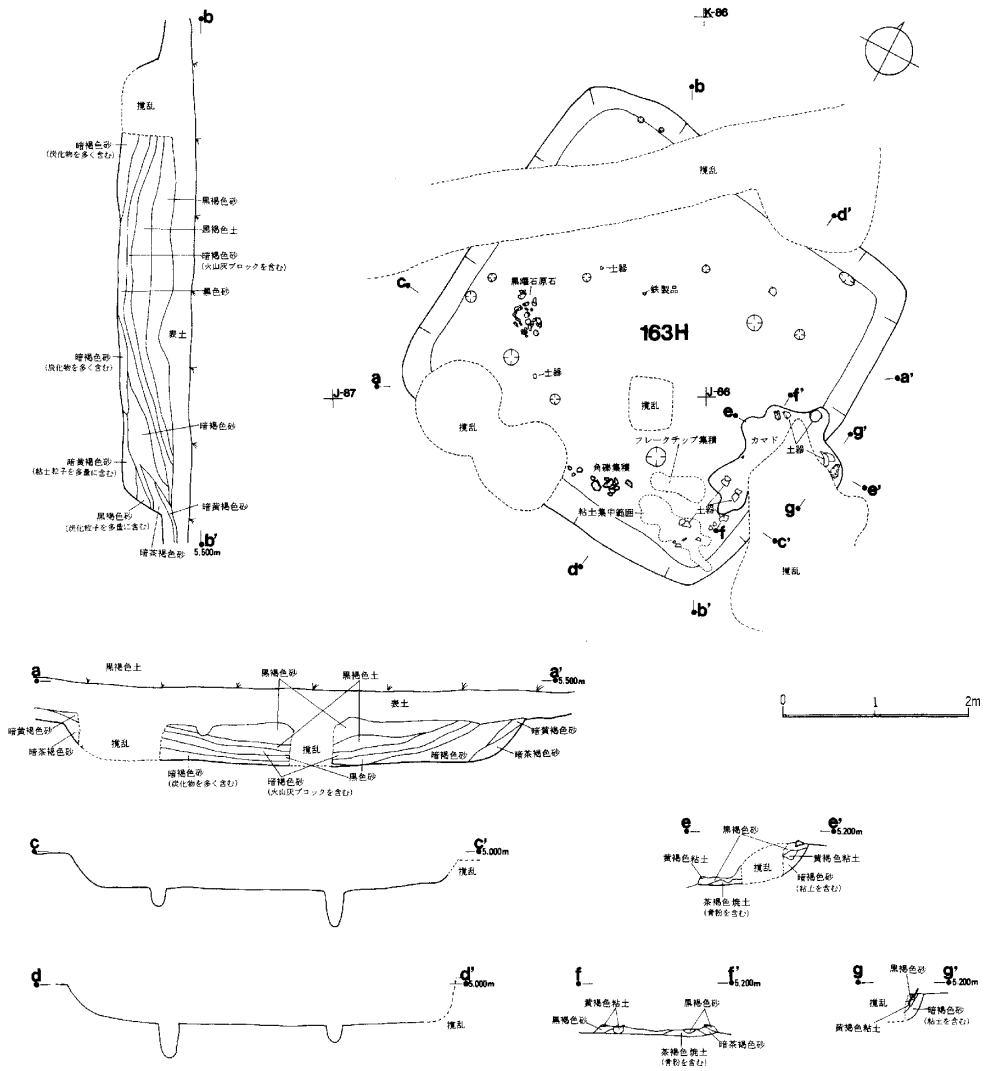 b
攪乱
暗褐色砂
(炭化物を多く含む)
黒褐色砂
黒褐色土
暗褐色砂
(火山灰ブロックを含む)
黒色砂
表土
暗褐色砂
(炭化物を多く含む)
暗褐色砂
暗黄褐色砂
(粘土粒子を多量に含む)
黒褐色砂
(炭化粒子を多量に含む)
暗黄褐色砂
暗茶褐色砂
b'
5.500m
K-86
b
攪乱
d'
c
黒耀石原石
土器
鉄製品
163H
a
J-87
土器
攪乱
J-86
a'
攪乱
e
f'
フレークチップ集積
カマド
土器
g'
角礫集積
e'
粘土集中範囲
土器
f
g
c'
d
b'
攪乱
a
黒褐色土
黒褐色砂
黒褐色土
a'
5.500m
表土
暗黄褐色砂
暗茶褐色砂
攪乱
攪乱
暗黄褐色砂
暗褐色砂
暗茶褐色砂
暗褐色砂
(炭化物を多く含む)
暗褐色砂
(火山灰ブロックを含む)
黒色砂
0 1 2m
c
c'
5.000m
攪乱
e
黒褐色砂
e'
5.200m
黄褐色粘土
攪乱
黄褐色粘土
暗褐色砂
(粘土を含む)
茶褐色焼土
(骨粉を含む)
d
d'
5.000m
攪乱
f
f'
5.200m
黄褐色粘土
黒褐色砂
黒褐色砂
茶褐色焼土
(骨粉を含む)
暗茶褐色砂
g
黒褐色砂
g'
5.200m
攪乱
暗褐色砂
(粘土を含む)
黄褐色粘土